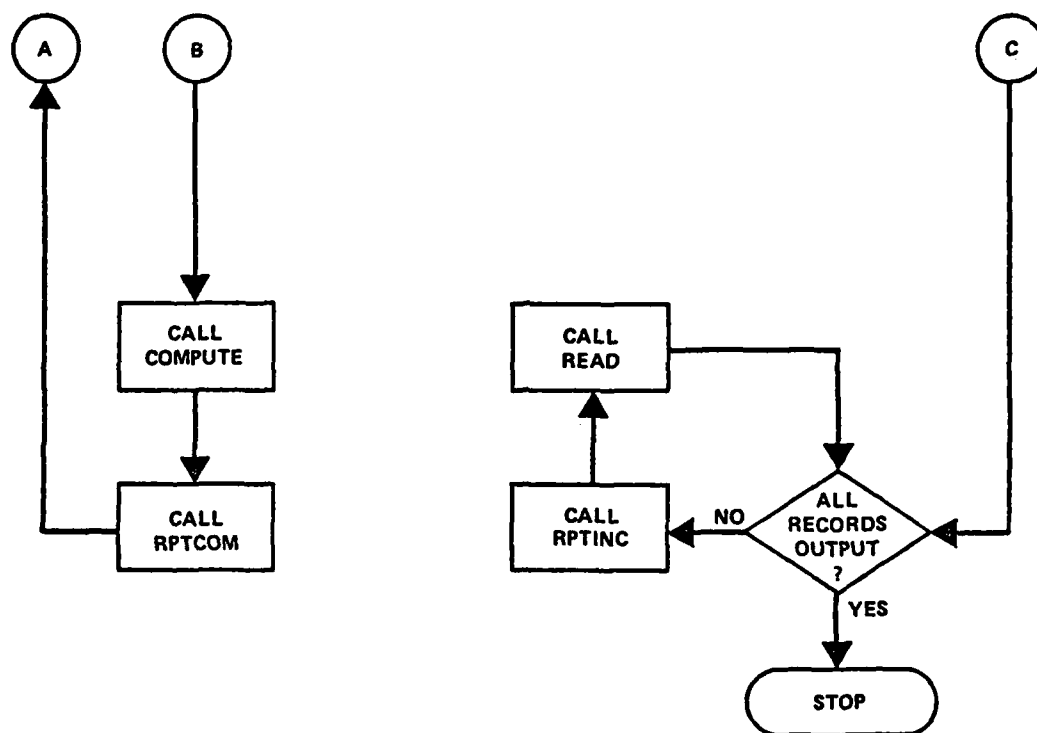 A
B
C
CALL
COMPUTE
CALL
READ
CALL
RPTCOM
CALL
RPTINC
NO
ALL
RECORDS
OUTPUT
?
YES
STOP